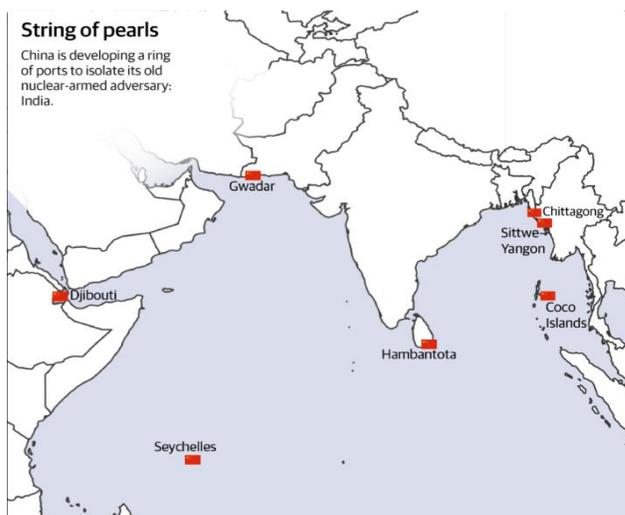 String of pearls
China is developing a ring
of ports to isolate its old
nuclear-armed adversary:
India.
Gwadar
Chittagong
Sittwe-
Yangon
Djibouti
Coco
Islands
Hambantota
Seychelles